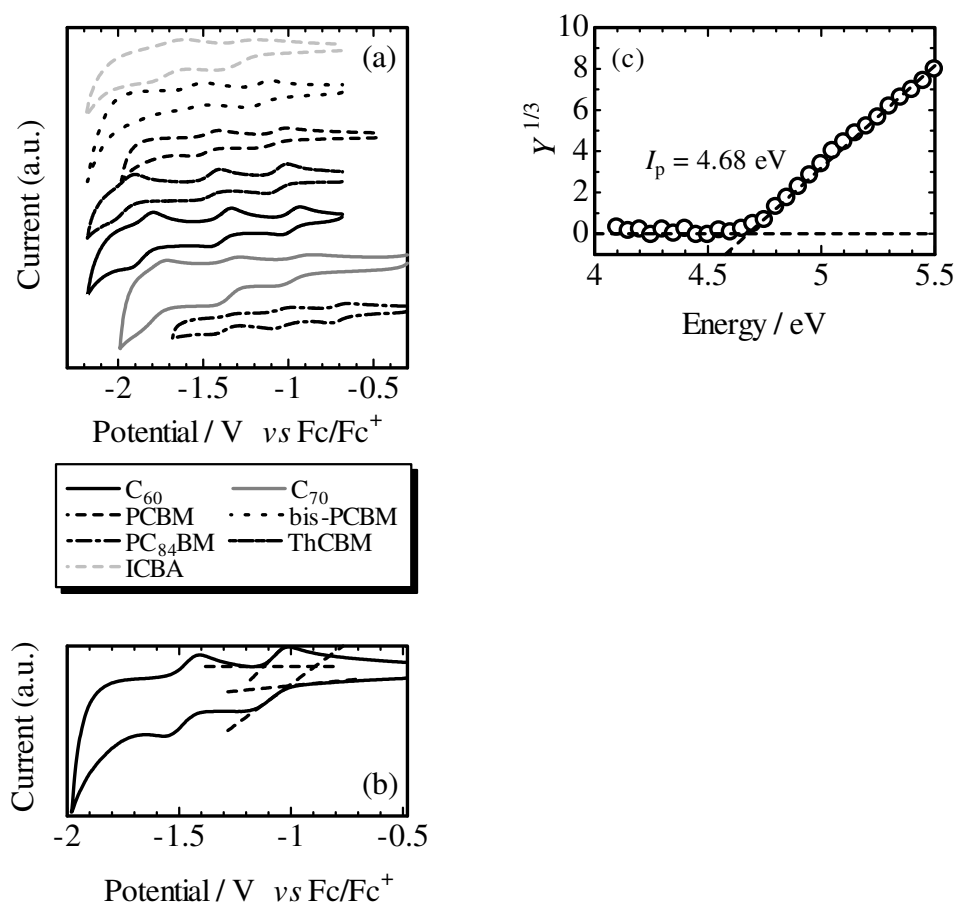 (a)
Current (a.u.)
-2 -1.5 -1 -0.5
Potential / V vs Fc/Fc⁺
C₆₀ C₇₀
PCBM bis-PCBM
PC₈₄BM ThCBM
ICBA
Current (a.u.)
(b)
-2 -1.5 -1 -0.5
Potential / V vs Fc/Fc⁺
(c)
10
8
6
4
2
0
Y 1/3
Iₚ = 4.68 eV
4 4.5 5 5.5
Energy / eV